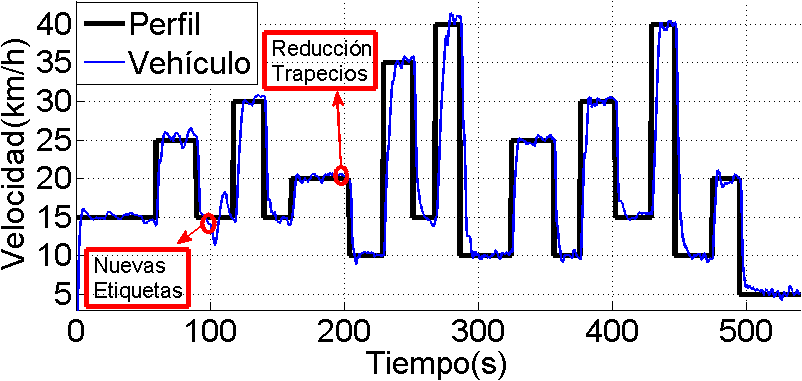 Perfil
Vehículo
Reducción
Trapecios
Nuevas
Etiquetas
Velocidad(km/h)
40
35
30
25
20
15
10
5
0
100
200
300
400
500
Tiempo(s)